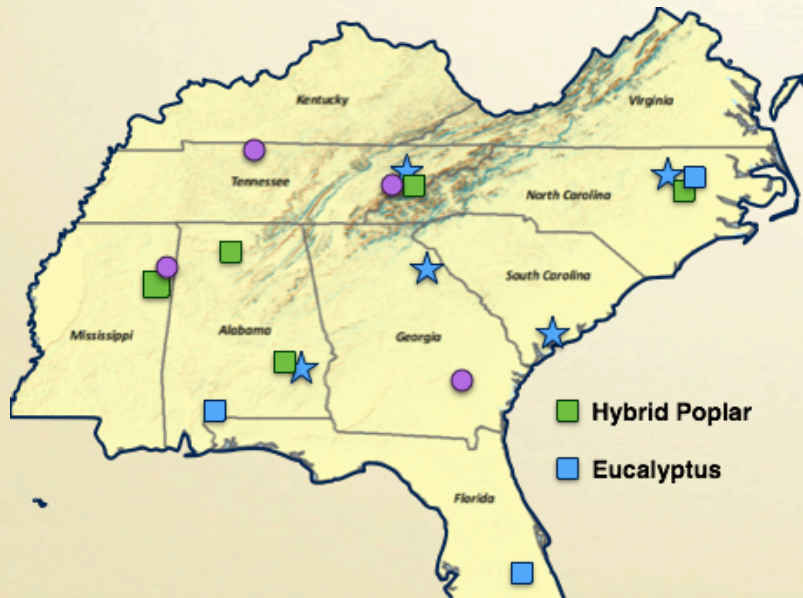 Kentucky
Virginia
Tennessee
North Carolina
South Carolina
Mississippi
Alabama
Georgia
Hybrid Poplar
Eucalyptus
Florida